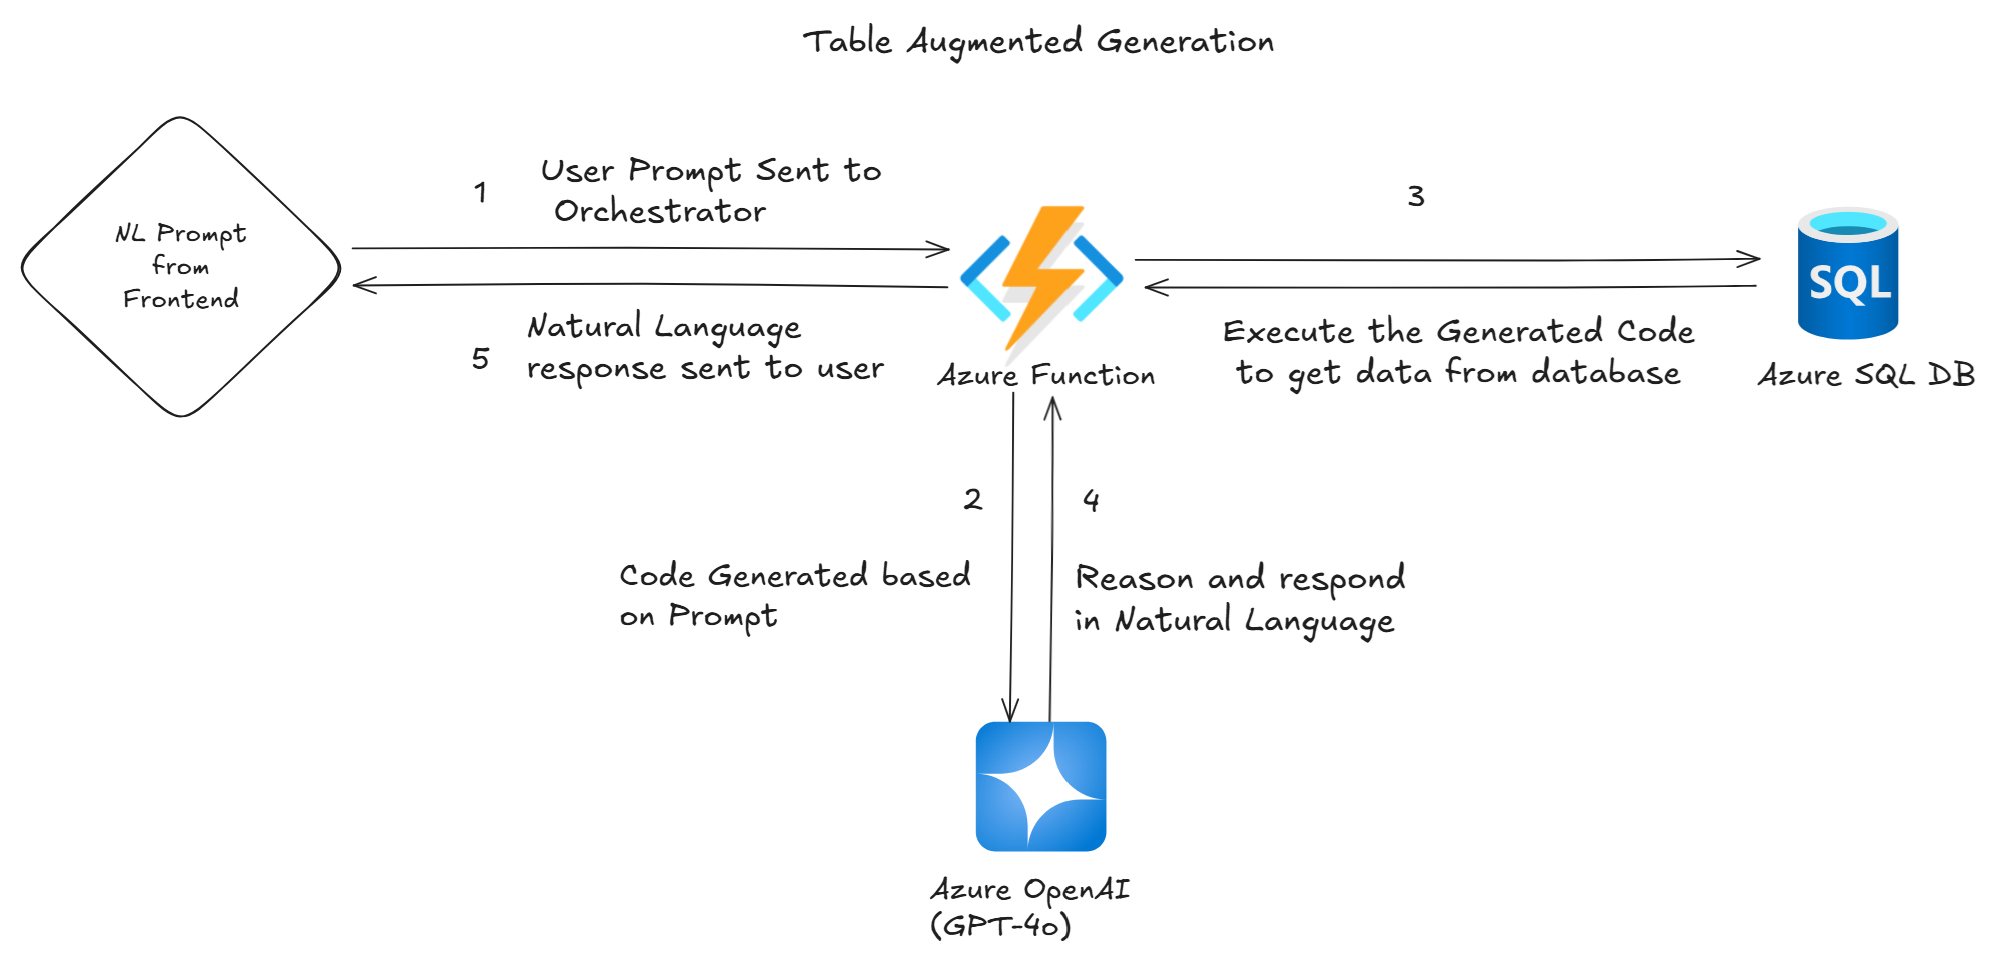 Table Augmented Generation
NL Prompt
from
Frontend
1
User Prompt Sent to
Orchestrator
5
Natural Language
response sent to user
Azure Function
3
Execute the Generated Code
to get data from database
SQL
Azure SQL DB
2
Code Generated based
on Prompt
4
Reason and respond
in Natural Language
Azure OpenAI
(GPT-4o)